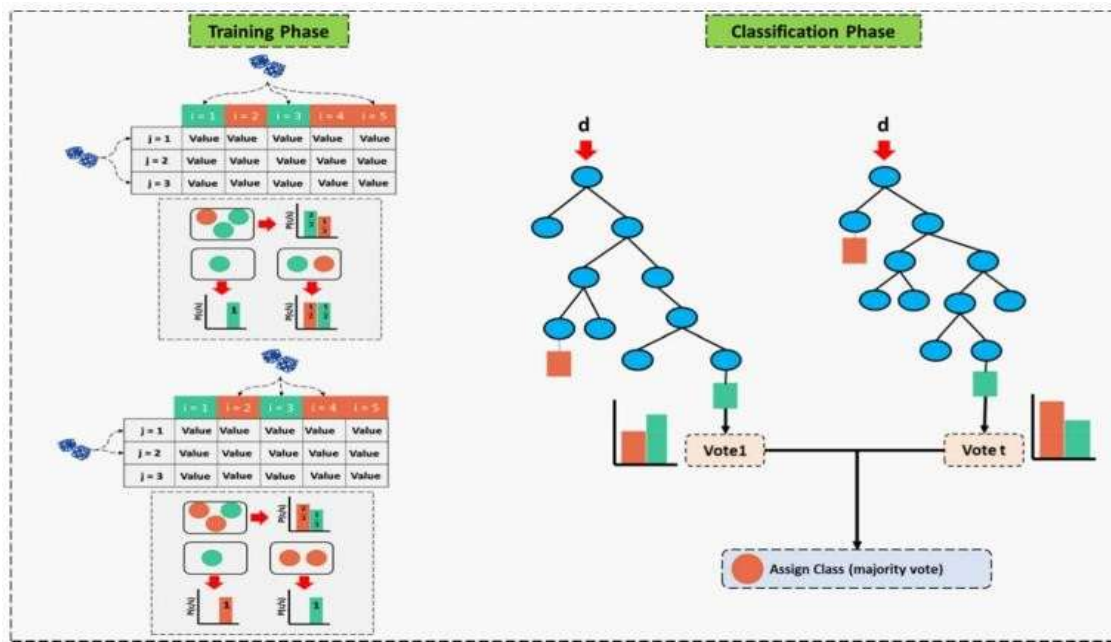 Training Phase
Classification Phase
i = 1 i = 2 i = 3 i = 4 i = 5
j = 1 Value Value Value Value Value
j = 2 Value Value Value Value Value
j = 3 Value Value Value Value Value
P(c/s)
P(c/s) 1
i = 1 i = 2 i = 3 i = 4 i = 5
j = 1 Value Value Value Value Value
j = 2 Value Value Value Value Value
j = 3 Value Value Value Value Value
P(c/s)
P(c/s) 1 1
d
d
Vote1
Vote t
Assign Class (majority vote)